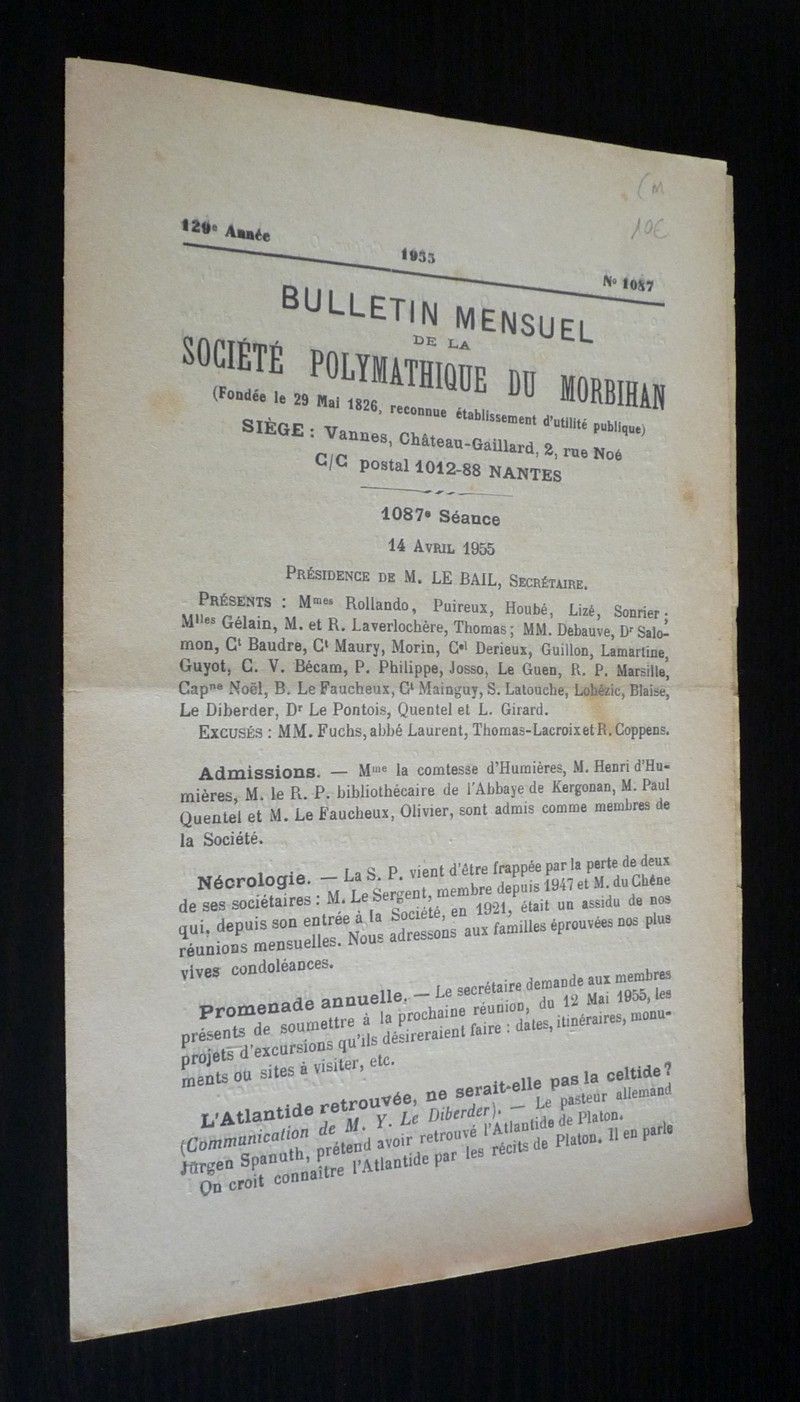 (M
10€
129e Année
1955
No 1087
BULLETIN MENSUEL
DE LA
SOCIÉTÉ POLYMATHIQUE DU MORBIHAN
(Fondée le 29 Mai 1826, reconnue établissement d'utilité publique)
SIÈGE : Vannes, Château-Gaillard, 2, rue Noé
C/C postal 1012-88 NANTES
1087e Séance
14 AVRIL 1955
PRÉSIDENCE DE M. LE BAIL, SECRÉTAIRE.
PRÉSENTS : Mmes Rollando, Puireux, Houbé, Lizé, Sonrier ;
Mlles Gélain, M. et R. Laverlochère, Thomas ; MM. Debauve, Dr Salo-
mon, Ct Baudre, Ct Maury, Morin, Cel Derieux, Guillon, Lamartine,
Guyot, C. V. Bécam, P. Philippe, Josso, Le Guen, R. P. Marsille,
Capne Noël, B. Le Faucheux, Ct Mainguy, S. Latouche, Lohézic, Blaise,
Le Diberder, Dr Le Pontois, Quentel et L. Girard.
EXCUSÉS : MM. Fuchs, abbé Laurent, Thomas-Lacroix et R. Coppens.
Admissions. — Mme la comtesse d'Humières, M. Henri d'Hu-
mières, M. le R. P. bibliothécaire de l'Abbaye de Kergonan, M. Paul
Quentel et M. Le Faucheux, Olivier, sont admis comme membres de
la Société.
Nécrologie. — La S. P. vient d'être frappée par la perte de deux
de ses sociétaires : M. Le Sergent, membre depuis 1947 et M. du Chêne
qui, depuis son entrée à la Société, en 1921, était un assidu de nos
réunions mensuelles. Nous adressons aux familles éprouvées nos plus
vives condoléances.
Promenade annuelle. — Le secrétaire demande aux membres
présents de soumettre à la prochaine réunion, du 12 Mai 1955, les
projets d'excursions qu'ils désireraient faire : dates, itinéraires, monu-
ments ou sites à visiter, etc.
L'Atlantide retrouvée, ne serait-elle pas la celtide ?
(Communication de M. Y. Le Diberder). — Le pasteur allemand
Jürgen Spanuth, prétend avoir retrouvé l'Atlantide de Platon.
On croit connaître l'Atlantide par les récits de Platon. Il en parle